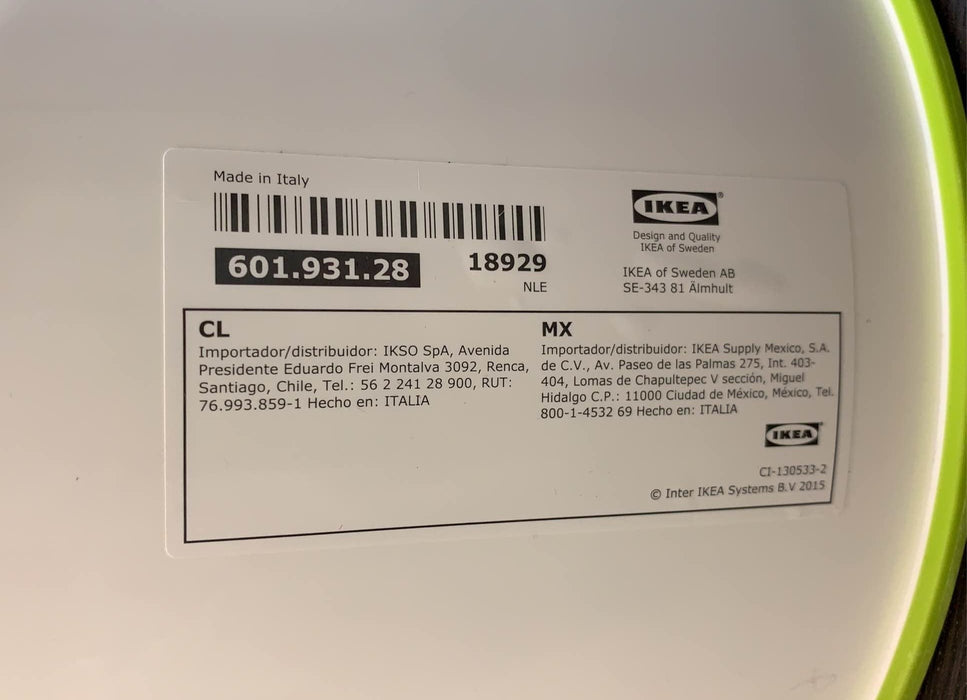 Made in Italy
601.931.28
18929
NLE
IKEA®
Design and Quality
IKEA of Sweden
IKEA of Sweden AB
SE-343 81 Älmhult
CL
Importador/distribuidor: IKSO SpA, Avenida
Presidente Eduardo Frei Montalva 3092, Renca,
Santiago, Chile, Tel.: 56 2 241 28 900, RUT:
76.993.859-1 Hecho en: ITALIA
MX
Importador/distribuidor: IKEA Supply Mexico, S.A.
de C.V., Av. Paseo de las Palmas 275, Int. 403-
404, Lomas de Chapultepec V sección, Miguel
Hidalgo C.P.: 11000 Ciudad de México, México, Tel.
800-1-4532 69 Hecho en: ITALIA
IKEA
CI-130533-2
© Inter IKEA Systems B.V 2015